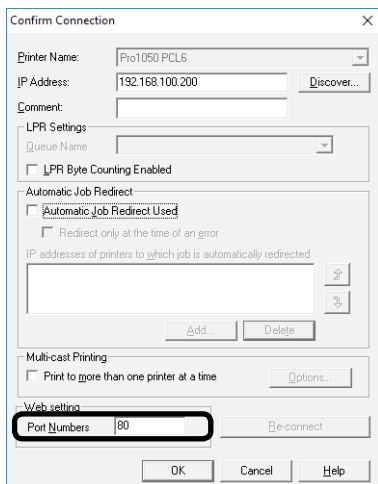 Confirm Connection
Printer Name: Pro1050 PCL6
IP Address: 192.168.100.200 Discover...
Comment:
LPR Settings
Queue Name
LPR Byte Counting Enabled
Automatic Job Redirect
Automatic Job Redirect Used
Redirect only at the time of an error
IP addresses of printers to which job is automatically redirected
Add... Delete
Multi-cast Printing
Print to more than one printer at a time Options...
Web setting
Port Numbers 80 Re-connect
OK Cancel Help